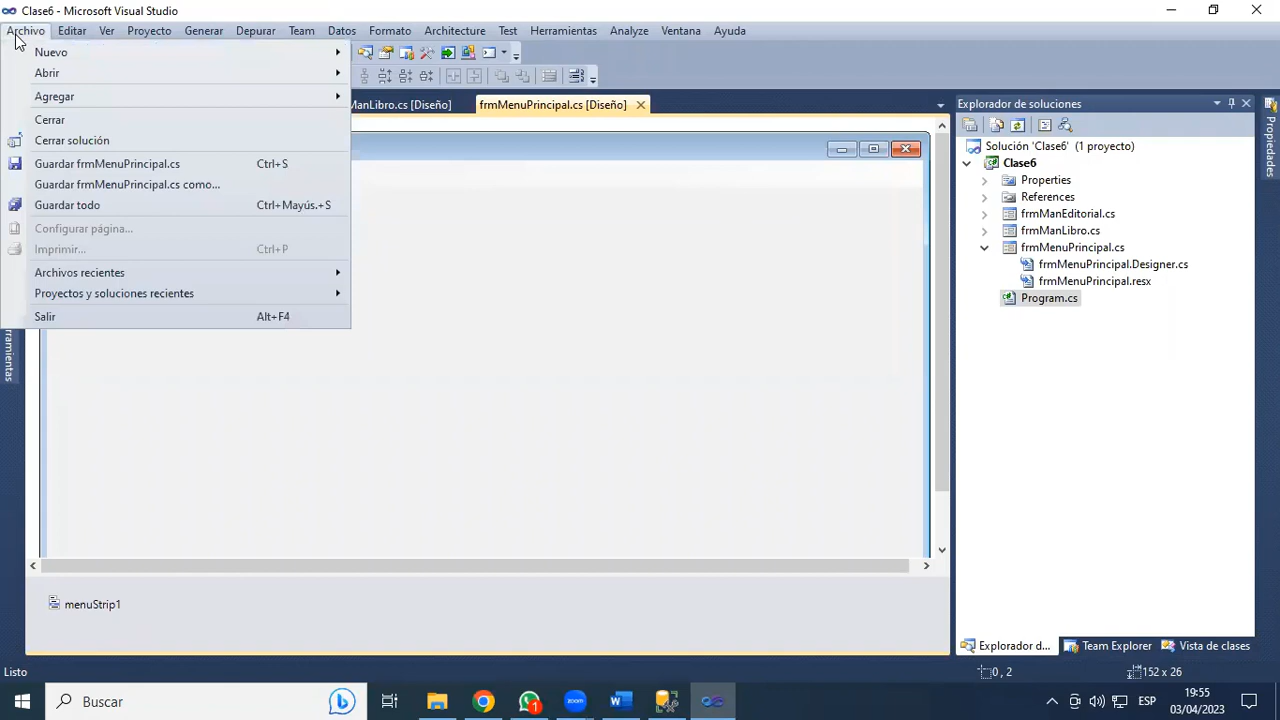 Clase6 - Microsoft Visual Studio
Archivo Editar Ver Proyecto Generar Depurar Team Datos Formato Architecture Test Herramientas Analyze Ventana Ayuda
Nuevo
Abrir
Agregar
Cerrar
Cerrar solución
Guardar frmMenuPrincipal.cs Ctrl+S
Guardar frmMenuPrincipal.cs como...
Guardar todo Ctrl+Mayús.+S
Configurar página...
Imprimir... Ctrl+P
Archivos recientes
Proyectos y soluciones recientes
Salir Alt+F4
ManLibro.cs [Diseño] frmMenuPrincipal.cs [Diseño]
menuStrip1
Explorador de soluciones
Solución 'Clase6' (1 proyecto)
Clase6
Properties
References
frmManEditorial.cs
frmManLibro.cs
frmMenuPrincipal.cs
frmMenuPrincipal.Designer.cs
frmMenuPrincipal.resx
Program.cs
Explorador d... Team Explorer Vista de clases
Propiedades
Listo 0 , 2 152 x 26
Buscar
zoom
1
ESP
19:55
03/04/2023